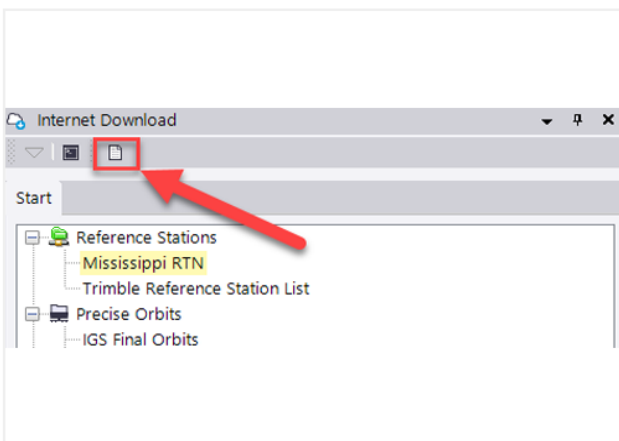 Internet Download
Start
Reference Stations
Mississippi RTN
Trimble Reference Station List
Precise Orbits
IGS Final Orbits